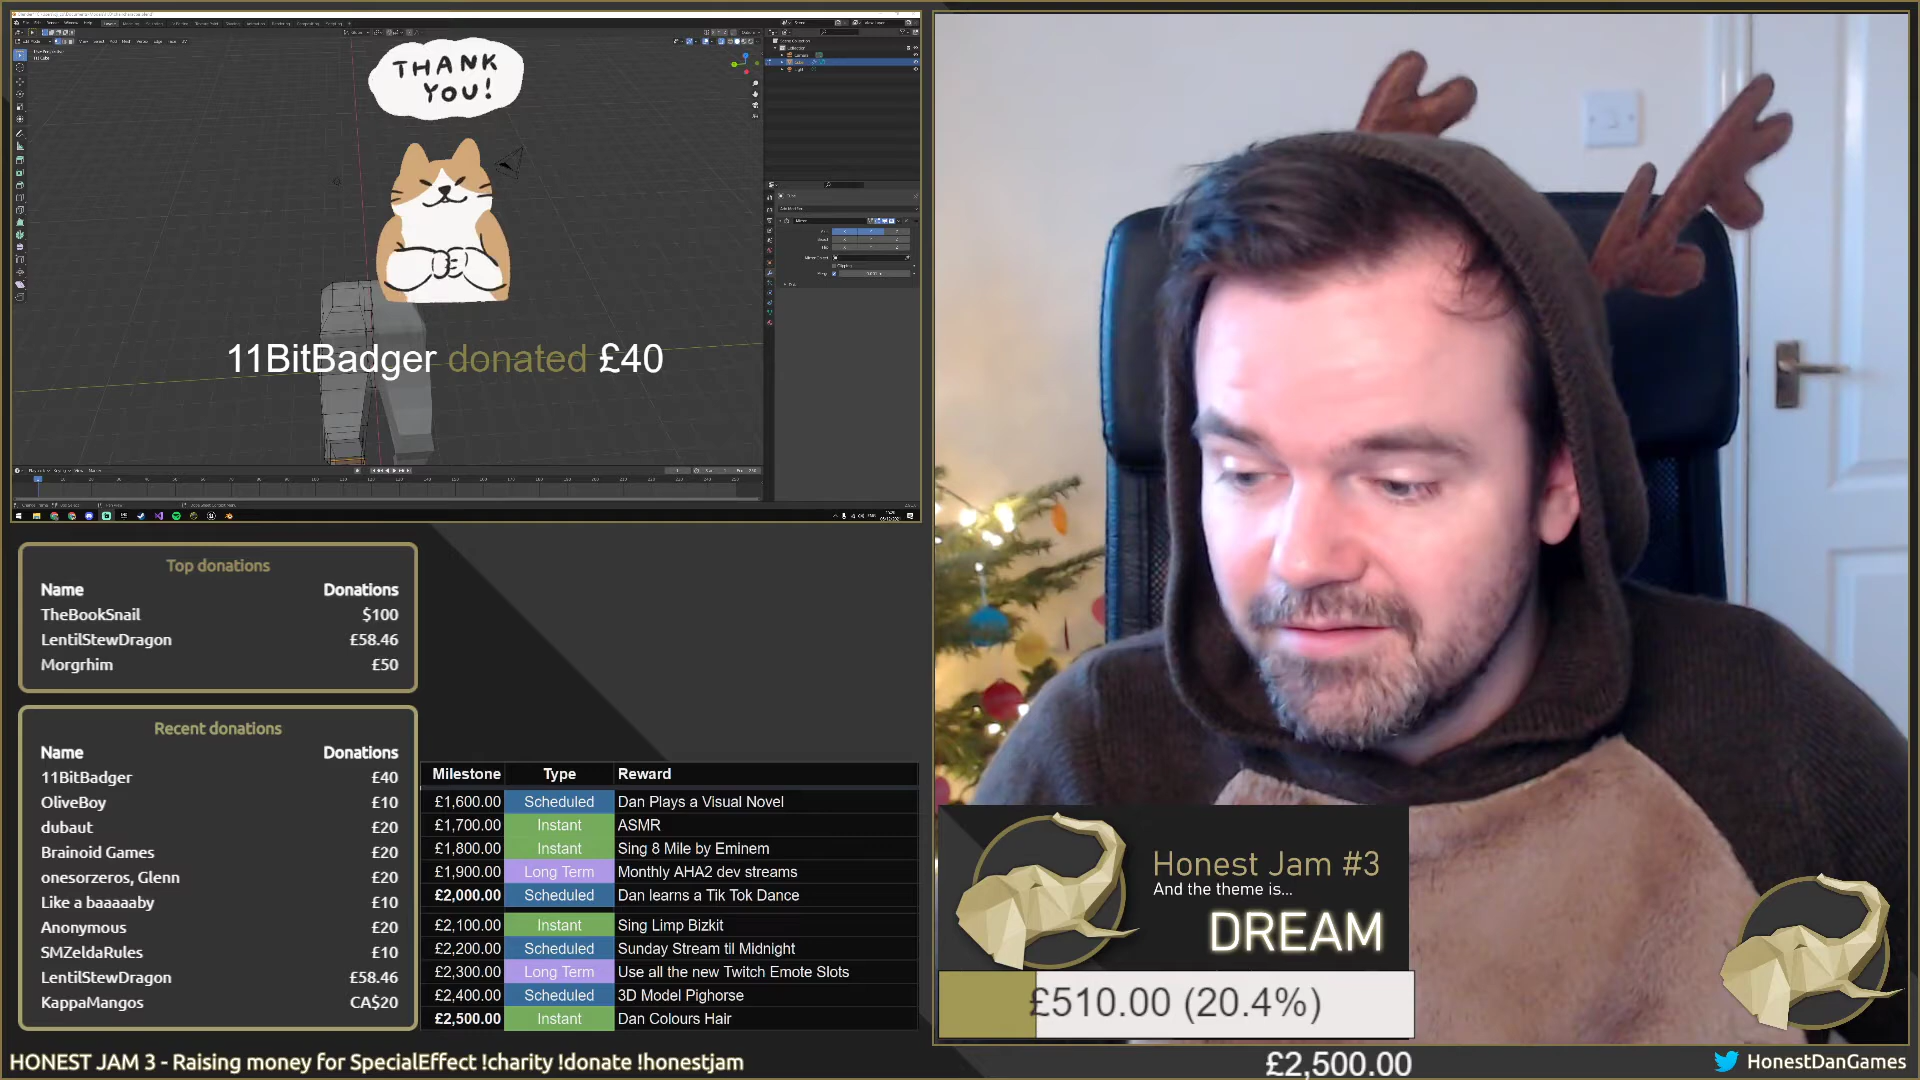 THANK
YOU!
11BitBadger donated £40
Top donations
Name Donations
TheBookSnail $100
LentilStewDragon £58.46
Morgrhim £50
Recent donations
Name Donations
11BitBadger £40
OliveBoy £10
dubaut £20
Brainoid Games £20
onesorzeros, Glenn £20
Like a baaaaaby £10
Anonymous £20
SMZeldaRules £10
LentilStewDragon £58.46
KappaMangos CA$20
Milestone Type Reward
£1,600.00 Scheduled Dan Plays a Visual Novel
£1,700.00 Instant ASMR
£1,800.00 Instant Sing 8 Mile by Eminem
£1,900.00 Long Term Monthly AHA2 dev streams
£2,000.00 Scheduled Dan learns a Tik Tok Dance
£2,100.00 Instant Sing Limp Bizkit
£2,200.00 Scheduled Sunday Stream til Midnight
£2,300.00 Long Term Use all the new Twitch Emote Slots
£2,400.00 Scheduled 3D Model Pighorse
£2,500.00 Instant Dan Colours Hair
Honest Jam #3
And the theme is...
DREAM
£510.00 (20.4%)
HONEST JAM 3 - Raising money for SpecialEffect !charity !donate !honestjam
£2,500.00
HonestDanGames